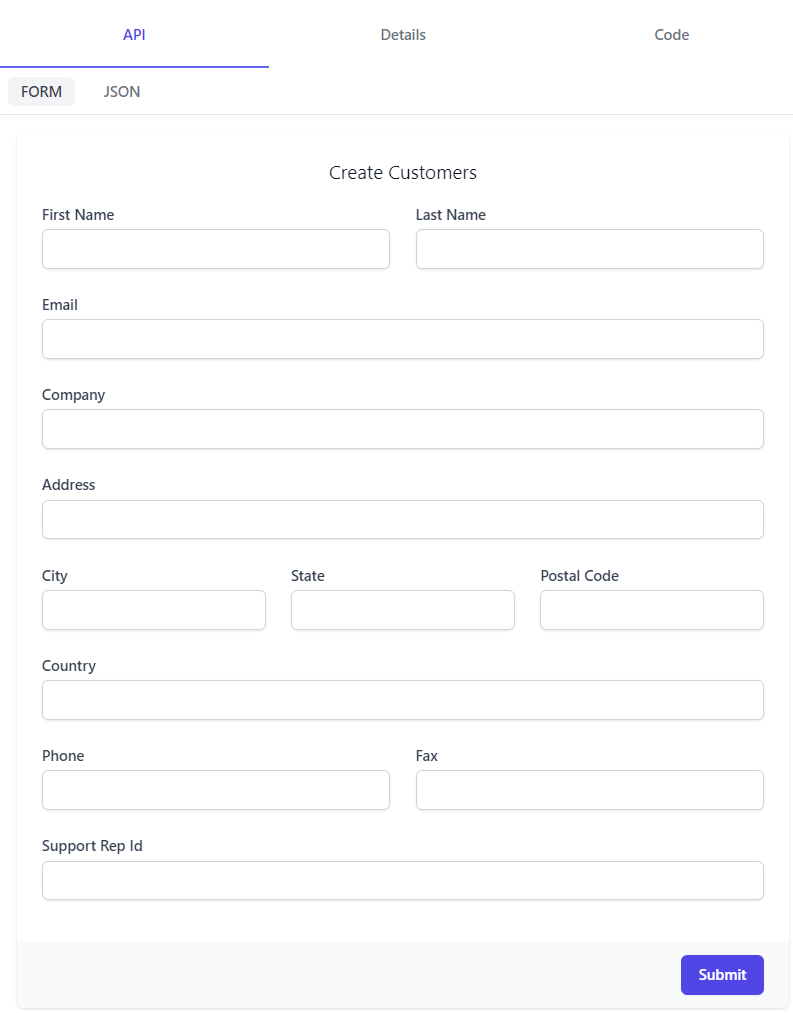 API Details Code
FORM JSON
Create Customers
First Name Last Name
Email
Company
Address
City State Postal Code
Country
Phone Fax
Support Rep Id
Submit